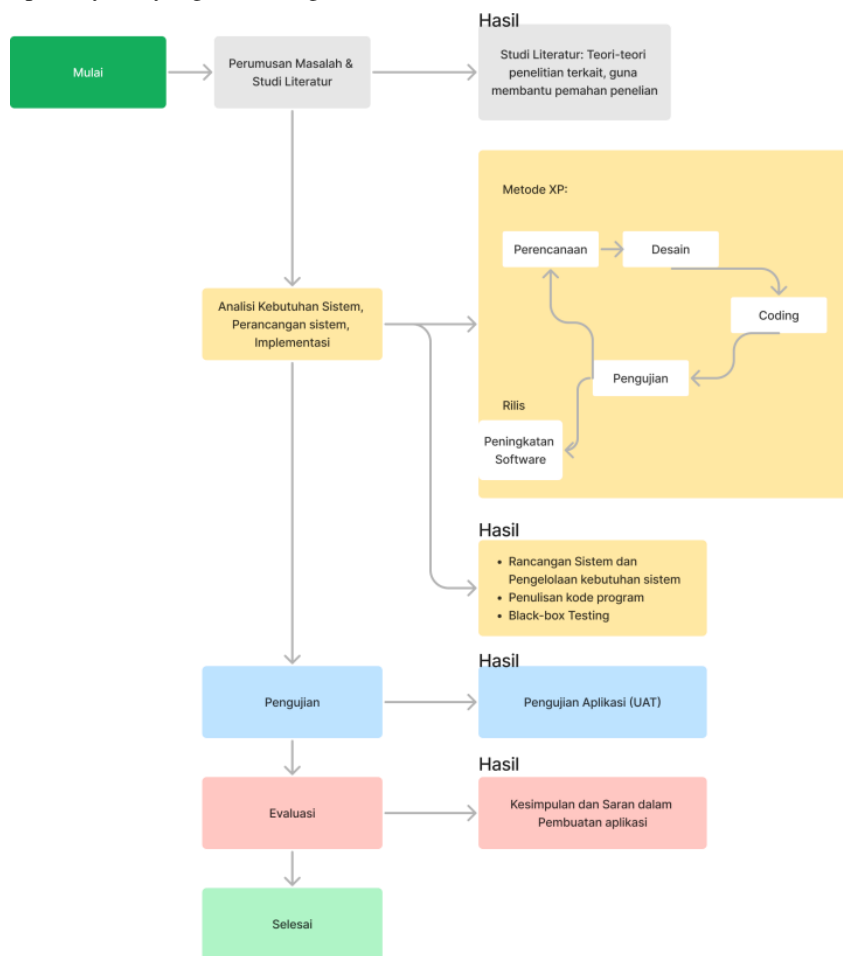 Hasil
Mulai
Perumusan Masalah &
Studi Literatur
Studi Literatur: Teori-teori
penelitian terkait, guna
membantu pemahan penelian
Metode XP:
Perencanaan
Desain
Coding
Pengujian
Rilis
Peningkatan
Software
Analisi Kebutuhan Sistem,
Perancangan sistem,
Implementasi
Hasil
• Rancangan Sistem dan
Pengelolaan kebutuhan sistem
• Penulisan kode program
• Black-box Testing
Hasil
Pengujian
Pengujian Aplikasi (UAT)
Hasil
Evaluasi
Kesimpulan dan Saran dalam
Pembuatan aplikasi
Selesai